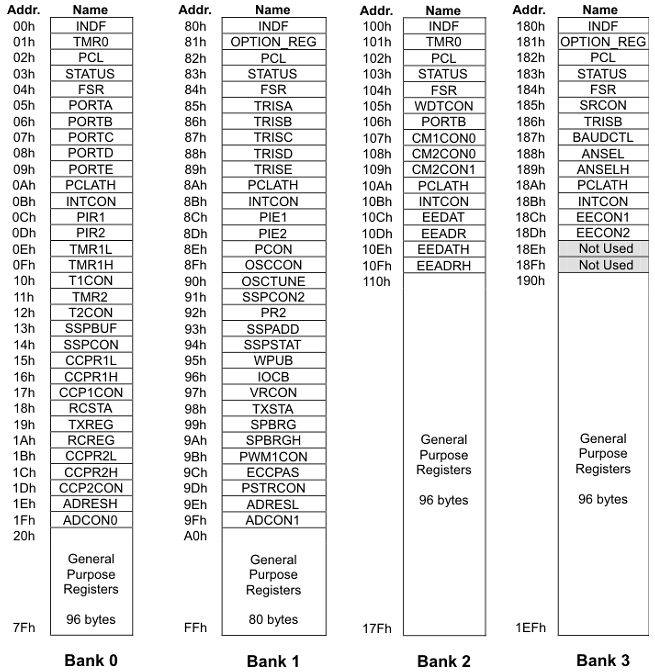 Addr. Name Addr. Name Addr. Name Addr. Name
00h INDF 80h INDF 100h INDF 180h INDF
01h TMR0 81h OPTION_REG 101h TMR0 181h OPTION_REG
02h PCL 82h PCL 102h PCL 182h PCL
03h STATUS 83h STATUS 103h STATUS 183h STATUS
04h FSR 84h FSR 104h FSR 184h FSR
05h PORTA 85h TRISA 105h WDTCON 185h SRCON
06h PORTB 86h TRISB 106h PORTB 186h TRISB
07h PORTC 87h TRISC 107h CM1CON0 187h BAUDCTL
08h PORTD 88h TRISD 108h CM2CON0 188h ANSEL
09h PORTE 89h TRISE 109h CM2CON1 189h ANSELH
0Ah PCLATH 8Ah PCLATH 10Ah PCLATH 18Ah PCLATH
0Bh INTCON 8Bh INTCON 10Bh INTCON 18Bh INTCON
0Ch PIR1 8Ch PIE1 10Ch EEDAT 18Ch EECON1
0Dh PIR2 8Dh PIE2 10Dh EEADR 18Dh EECON2
0Eh TMR1L 8Eh PCON 10Eh EEDATH 18Eh Not Used
0Fh TMR1H 8Fh OSCCON 10Fh EEADRH 18Fh Not Used
10h T1CON 90h OSCTUNE 110h 190h
11h TMR2 91h SSPCON2
12h T2CON 92h PR2
13h SSPBUF 93h SSPADD
14h SSPCON 94h SSPSTAT
15h CCPR1L 95h WPUB
16h CCPR1H 96h IOCB
17h CCP1CON 97h VRCON
18h RCSTA 98h TXSTA
19h TXREG 99h SPBRG
1Ah RCREG 9Ah SPBRGH General General
1Bh CCPR2L 9Bh PWM1CON Purpose Purpose
1Ch CCPR2H 9Ch ECCPAS Registers Registers
1Dh CCP2CON 9Dh PSTRCON
1Eh ADRESH 9Eh ADRESL 96 bytes 96 bytes
1Fh ADCON0 9Fh ADCON1
20h A0h
General General
Purpose Purpose
Registers Registers
96 bytes 80 bytes
7Fh FFh 17Fh 1EFh
Bank 0 Bank 1 Bank 2 Bank 3